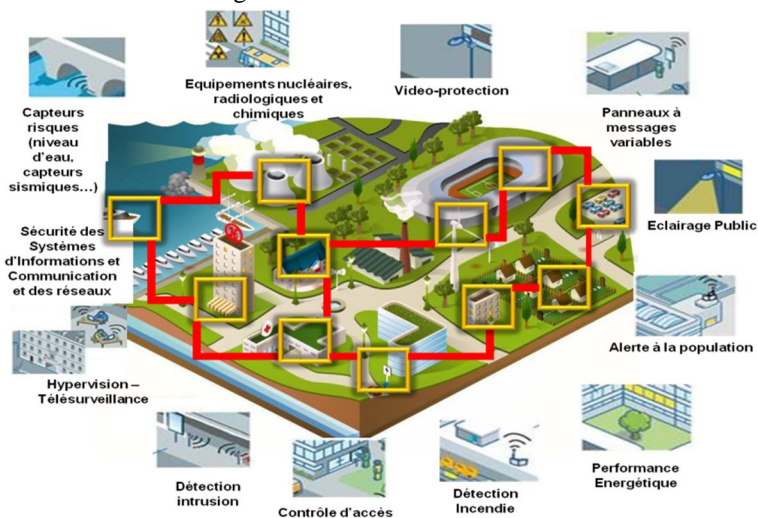 Equipements nucléaires,
radiologiques et
chimiques
Video-protection
Panneaux à
messages
variables
Capteurs
risques
(niveau
d'eau,
capteurs
sismiques...)
Eclairage Public
Sécurité des
Systèmes
d'Informations et
Communication
et des réseaux
Alerte à la population
Hypervision –
Télésurveillance
Détection
intrusion
Contrôle d'accès
Détection
Incendie
Performance
Energétique